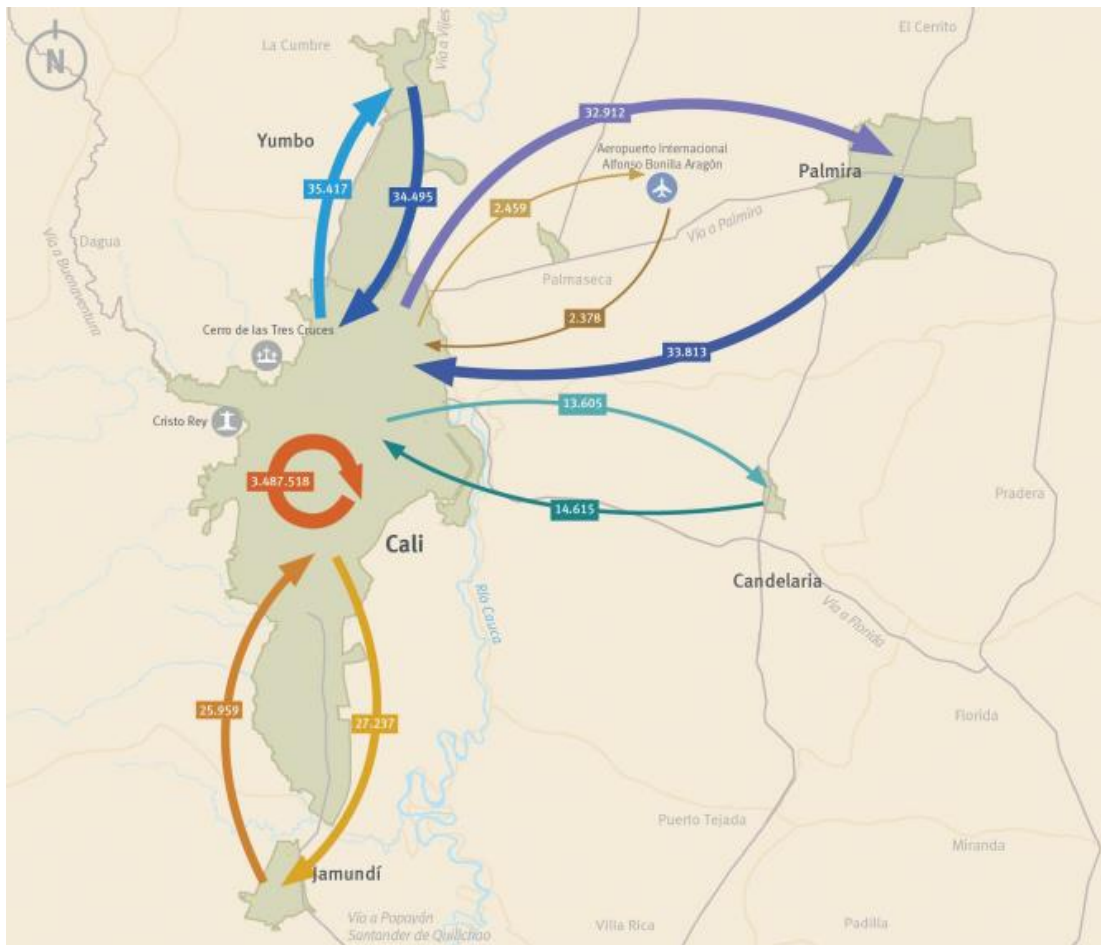 El Cerrito
La Cumbre
Vía a Vijes
N
32.912
Yumbo
Aeropuerto Internacional
Alfonso Bonilla Aragón
Palmira
35.417
34.495
2.459
Vía a Palmira
Dagua
Vía a Buenaventura
Palmaseca
2.378
Cerro de las Tres Cruces
33.813
13.605
Cristo Rey
3.487.518
Pradera
14.615
Cali
Candelaria
Río Cauca
Vía a Florida
25.959
27.237
Florida
Puerto Tejada
Miranda
Jamundí
Vía a Popayán
Santander de Quilichao
Villa Rica
Padilla